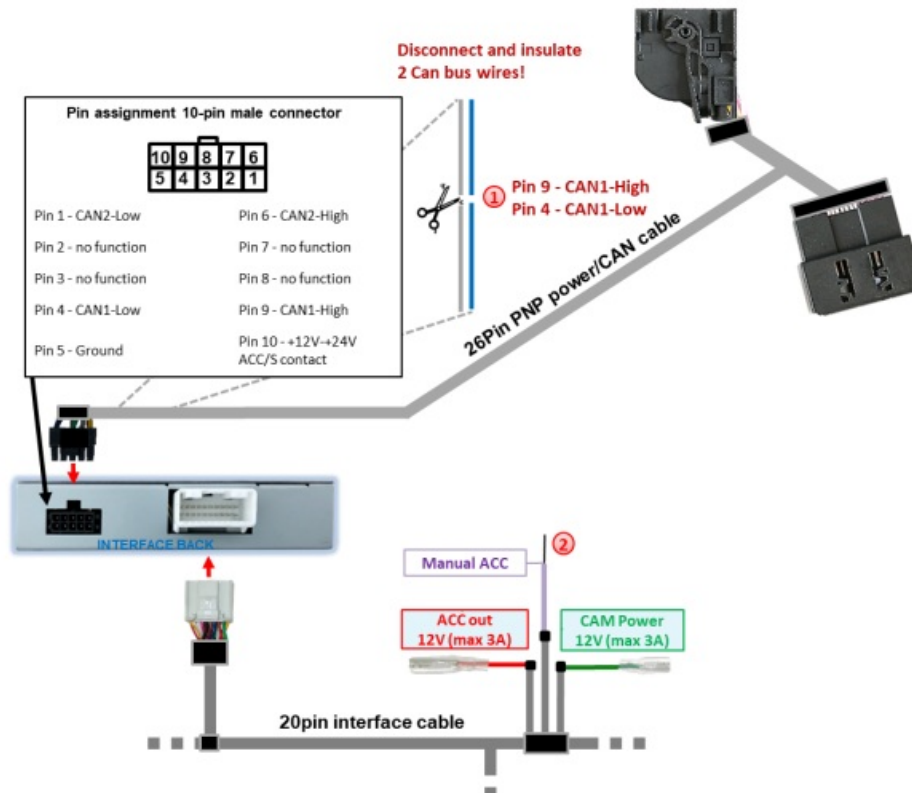 Disconnect and insulate
2 Can bus wires!
Pin assignment 10-pin male connector
10 9 8 7 6
5 4 3 2 1
Pin 1 - CAN2-Low
Pin 6 - CAN2-High
Pin 2 - no function
Pin 7 - no function
Pin 3 - no function
Pin 8 - no function
Pin 4 - CAN1-Low
Pin 9 - CAN1-High
Pin 5 - Ground
Pin 10 - +12V-+24V
ACC/S contact
1
Pin 9 - CAN1-High
Pin 4 - CAN1-Low
26Pin PNP power/CAN cable
INTERFACE BACK
2
Manual ACC
ACC out
12V (max 3A)
CAM Power
12V (max 3A)
20pin interface cable